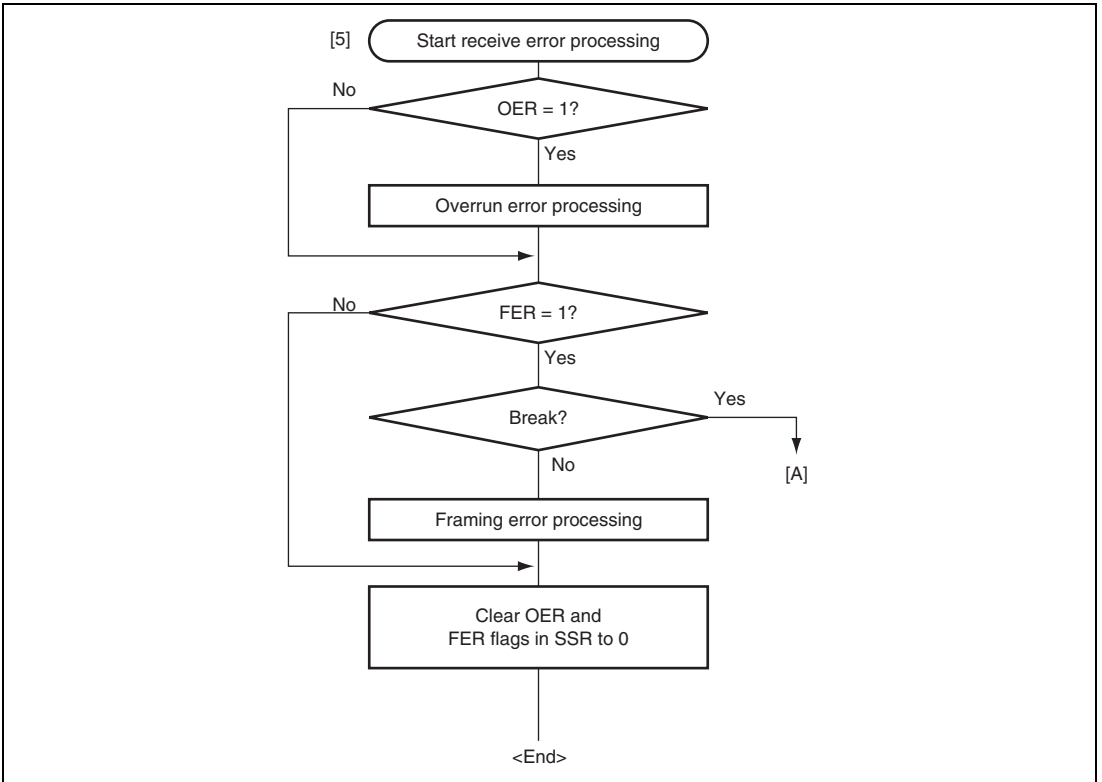 [5]
Start receive error processing
No
OER = 1?
Yes
Overrun error processing
No
FER = 1?
Yes
Break?
Yes
No
[A]
Framing error processing
Clear OER and
FER flags in SSR to 0
<End>